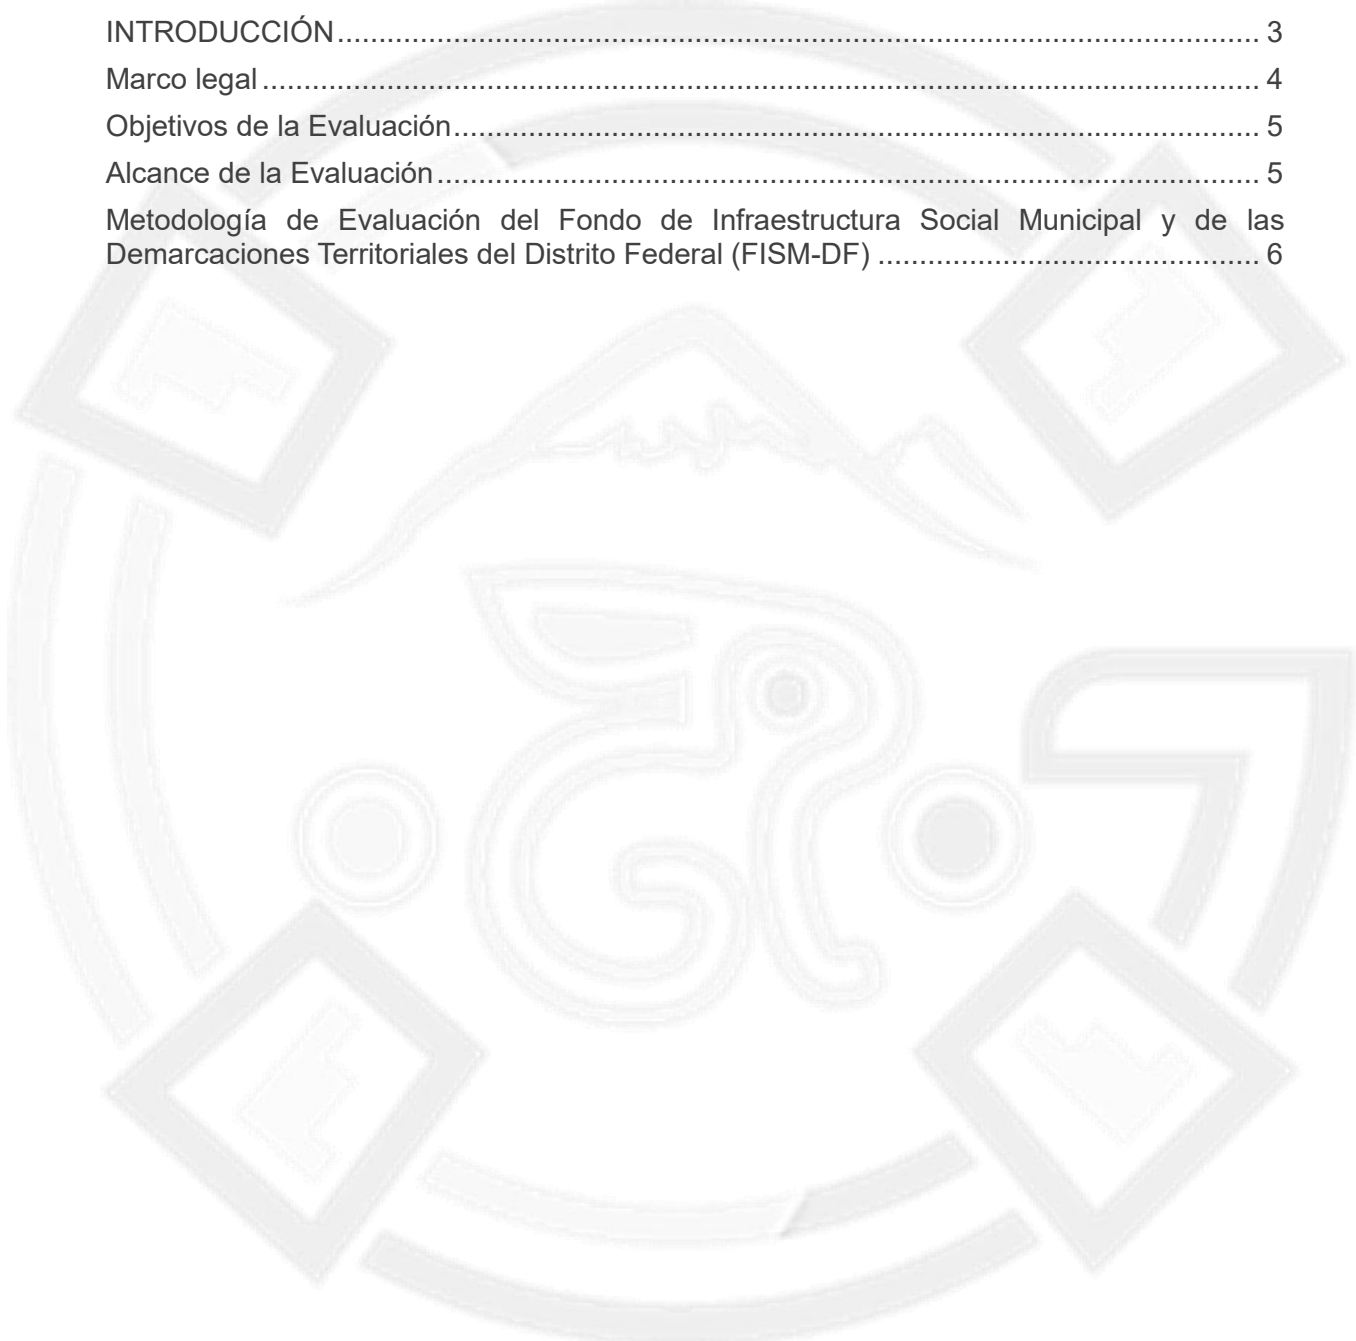 INTRODUCCIÓN........................................................................................................ 3
Marco legal ................................................................................................................ 4
Objetivos de la Evaluación.......................................................................................... 5
Alcance de la Evaluación............................................................................................ 5
Metodología de Evaluación del Fondo de Infraestructura Social Municipal y de las
Demarcaciones Territoriales del Distrito Federal (FISM-DF) ........................................... 6